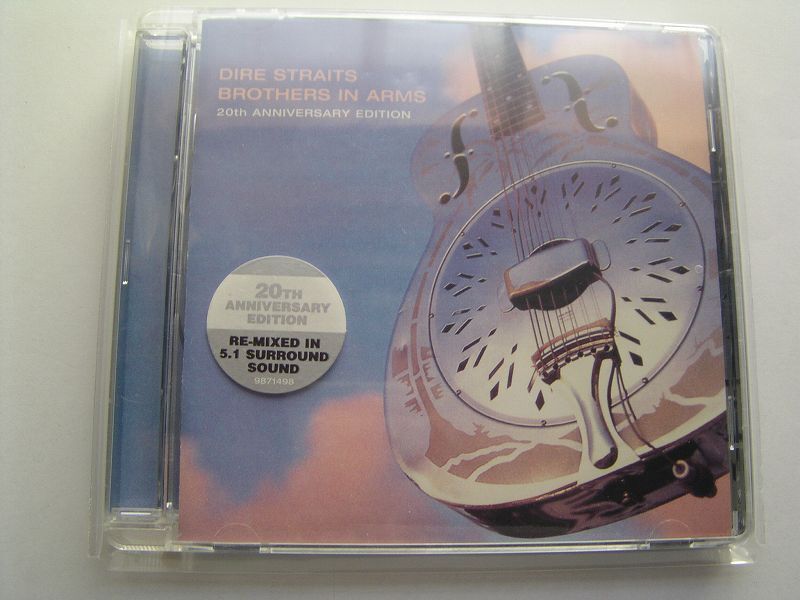 DIRE STRAITS
BROTHERS IN ARMS
20th ANNIVERSARY EDITION
20TH
ANNIVERSARY
EDITION
RE-MIXED IN
5.1 SURROUND
SOUND
9871498